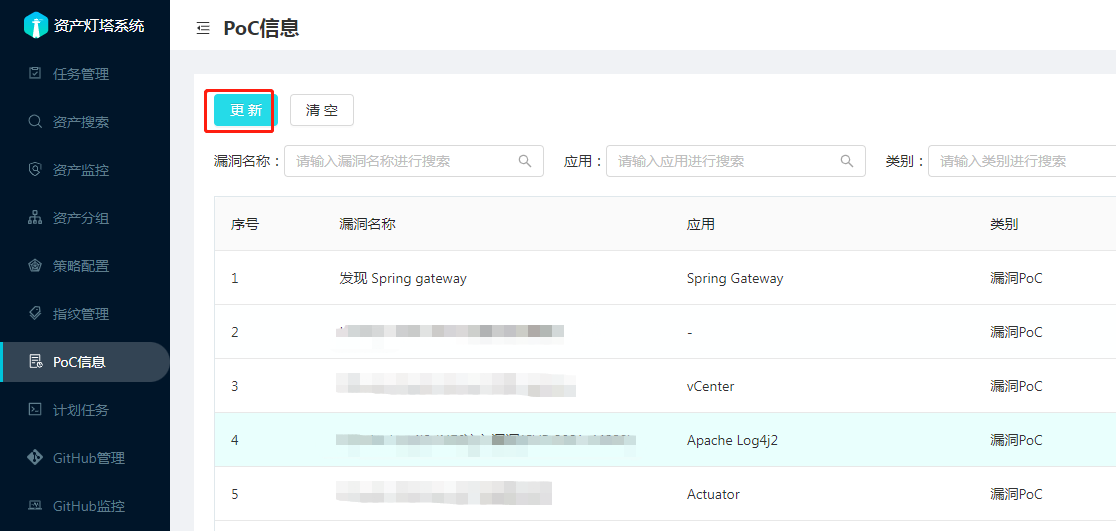 资产灯塔系统
PoC信息
任务管理
资产搜索
资产监控
资产分组
策略配置
指纹管理
PoC信息
计划任务
GitHub管理
GitHub监控
更 新 清 空
漏洞名称： 请输入漏洞名称进行搜索 应用： 请输入应用进行搜索 类别： 请输入类别进行搜索
序号 漏洞名称 应用 类别
1 发现 Spring gateway Spring Gateway 漏洞PoC
2 - 漏洞PoC
3 vCenter 漏洞PoC
4 Apache Log4j2 漏洞PoC
5 Actuator 漏洞PoC